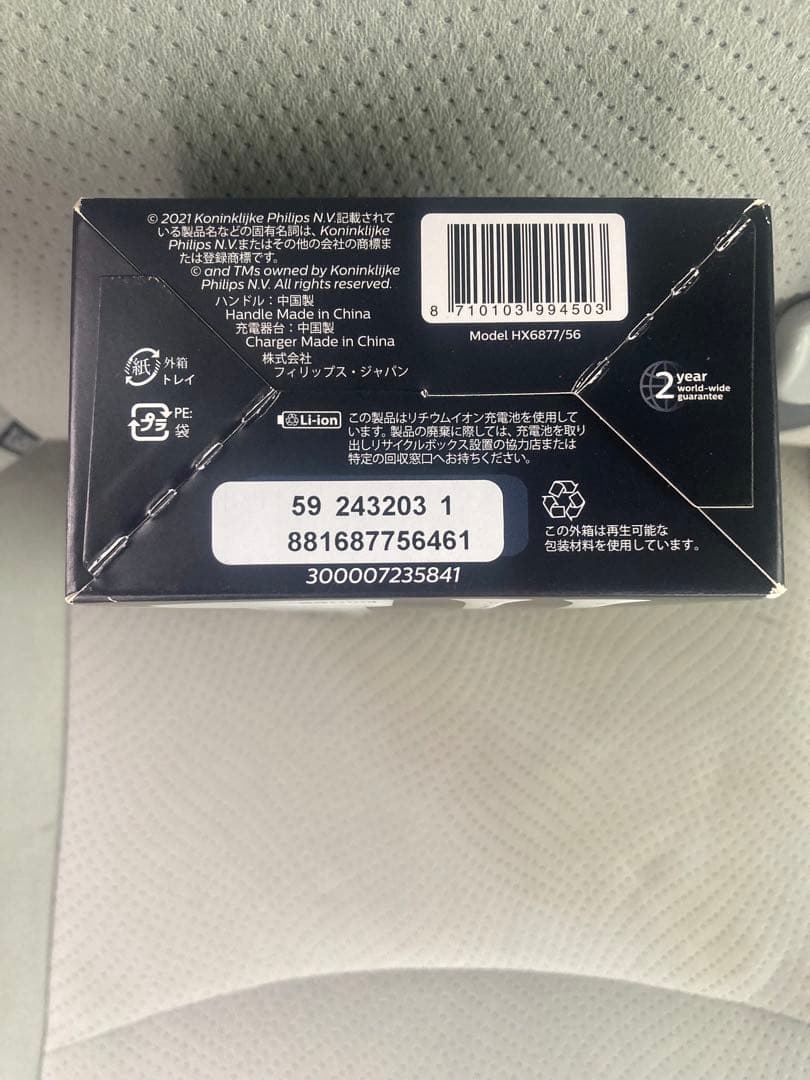 © 2021 Koninklijke Philips N.V.記載されて
いる製品名などの固有名詞は、Koninklijke
Philips N.V.またはその他の会社の商標ま
たは登録商標です。
© and TMs owned by Koninklijke
Philips N.V. All rights reserved.
ハンドル：中国製
Handle Made in China
充電器台：中国製
Charger Made in China
株式会社
フィリップス・ジャパン
8 710103 994503
Model HX6877/56
紙 外箱
トレイ
プラ PE:
袋
2 year
world-wide
guarantee
Li-ion
この製品はリチウムイオン充電池を使用して
います。製品の廃棄に際しては、充電池を取り
出しリサイクルボックス設置の協力店または
特定の回収窓口へお持ちください。
59 243203 1
881687756461
300007235841
この外箱は再生可能な
包装材料を使用しています。